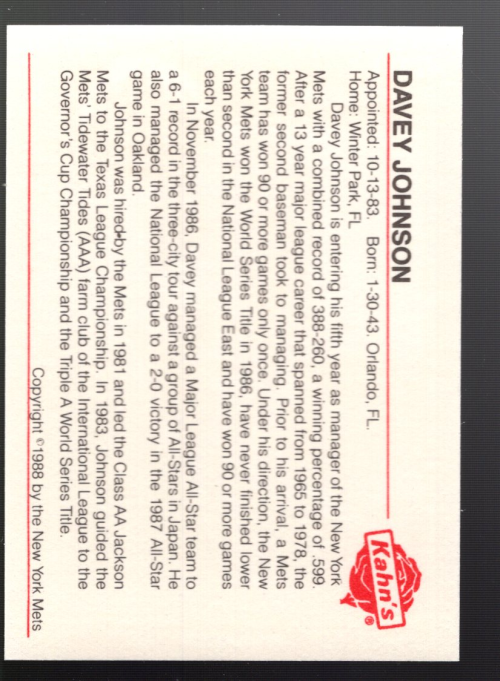 DAVEY JOHNSON
Kahn's®
Appointed: 10-13-83. Born: 1-30-43. Orlando, FL.
Home: Winter Park, FL
Davey Johnson is entering his fifth year as manager of the New York
Mets with a combined record of 388-260, a winning percentage of .599.
After a 13 year major league career that spanned from 1965 to 1978, the
former second baseman took to managing. Prior to his arrival, a Mets
team has won 90 or more games only once. Under his direction, the New
York Mets won the World Series Title in 1986, have never finished lower
than second in the National League East and have won 90 or more games
each year.
In November 1986, Davey managed a Major League All-Star team to
a 6-1 record in the three-city tour against a group of All-Stars in Japan. He
also managed the National League to a 2-0 victory in the 1987 All-Star
game in Oakland.
Johnson was hired by the Mets in 1981 and led the Class AA Jackson
Mets to the Texas League Championship. In 1983, Johnson guided the
Mets' Tidewater Tides (AAA) farm club of the International League to the
Governor's Cup Championship and the Triple A World Series Title.
Copyright ©1988 by the New York Mets